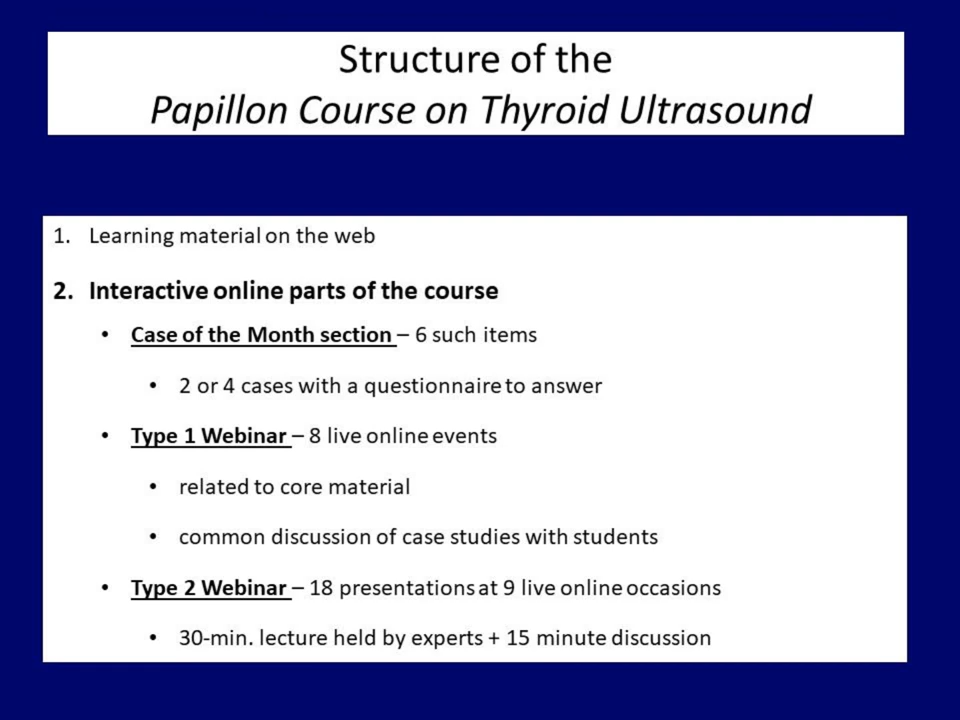 Structure of the
Papillon Course on Thyroid Ultrasound
1. Learning material on the web
2. Interactive online parts of the course
• Case of the Month section – 6 such items
• 2 or 4 cases with a questionnaire to answer
• Type 1 Webinar – 8 live online events
• related to core material
• common discussion of case studies with students
• Type 2 Webinar – 18 presentations at 9 live online occasions
• 30-min. lecture held by experts + 15 minute discussion